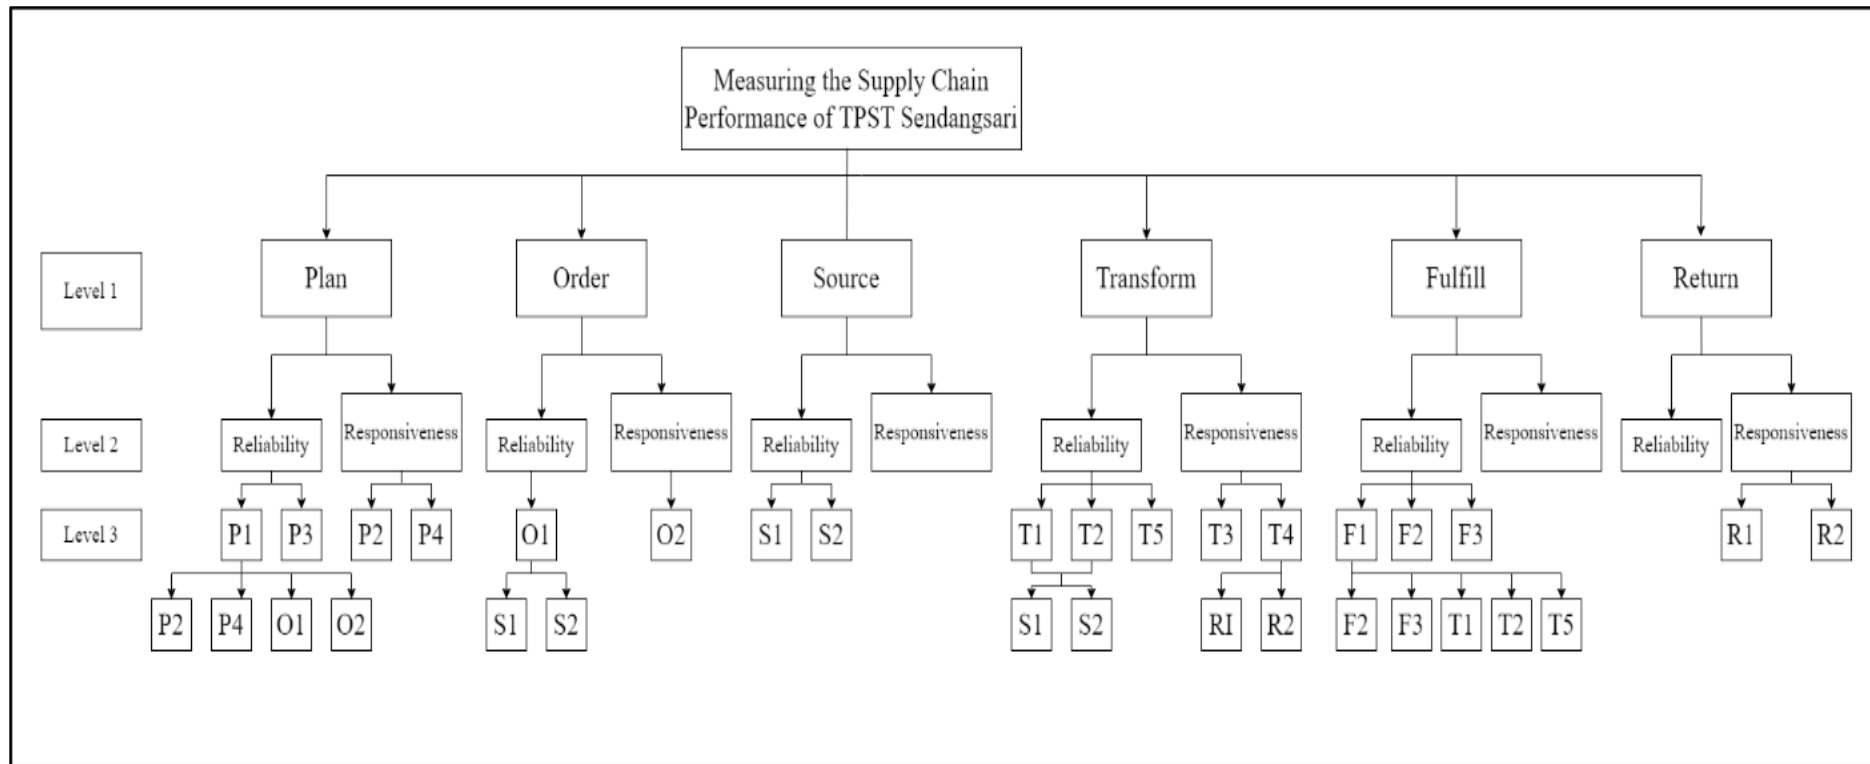 Measuring the Supply Chain
Performance of TPST Sendangsari
Level 1
Plan
Order
Source
Transform
Fulfill
Return
Level 2
Reliability
Responsiveness
Reliability
Responsiveness
Reliability
Responsiveness
Reliability
Responsiveness
Reliability
Responsiveness
Reliability
Responsiveness
Level 3
P1
P3
P2
P4
O1
O2
S1
S2
T1
T2
T5
T3
T4
F1
F2
F3
R1
R2
P2
P4
O1
O2
S1
S2
S1
S2
RI
R2
F2
F3
T1
T2
T5